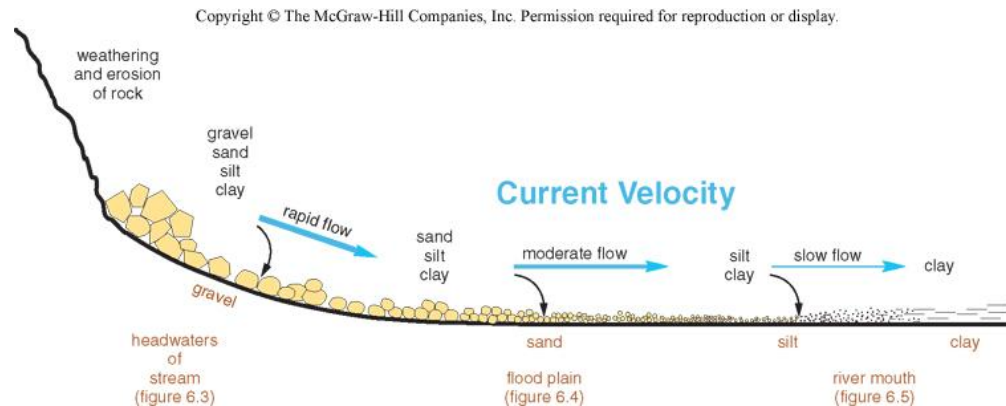 Copyright © The McGraw-Hill Companies, Inc. Permission required for reproduction or display.
weathering
and erosion
of rock
gravel
sand
silt
clay
rapid flow
Current Velocity
sand
silt
clay
moderate flow
silt
clay
slow flow
clay
gravel
sand
silt
clay
headwaters
of
stream
(figure 6.3)
flood plain
(figure 6.4)
river mouth
(figure 6.5)